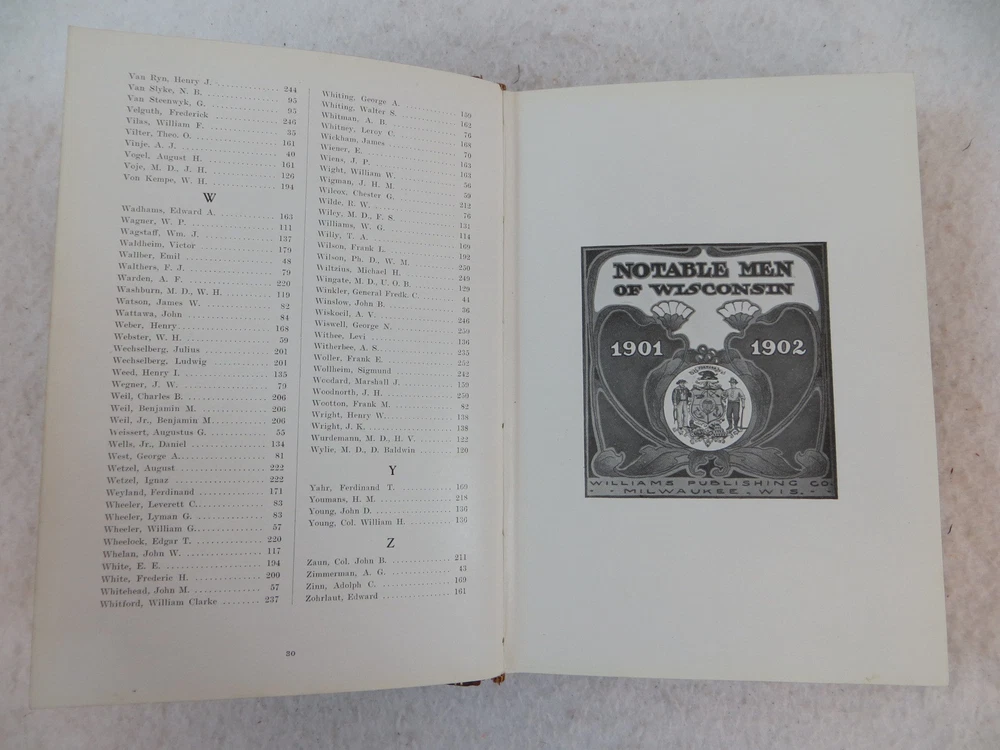 Van Ryn, Henry J. .......... 244
Van Slyke, N. B. .......... 95
Van Steenwyk, G. .......... 95
Velguth, Frederick .......... 246
Vilas, William F. .......... 35
Vilter, Theo. O. .......... 161
Vinje, A. J. .......... 40
Vogel, August H. .......... 161
Voje, M. D., J. H. .......... 126
Von Kempe, W. H. .......... 194
W
Wadhams, Edward A. .......... 163
Wagner, W. P. .......... 111
Wagstaff, Wm. J. .......... 137
Waldheim, Victor .......... 179
Wallber, Emil .......... 48
Walthers, F. J. .......... 79
Warden, A. F. .......... 220
Washburn, M. D., W. H. .......... 119
Watson, James W. .......... 82
Wattawa, John .......... 84
Weber, Henry .......... 168
Webster, W. H. .......... 59
Wechselberg, Julius .......... 201
Wechselberg, Ludwig .......... 201
Weed, Henry I. .......... 135
Wegner, J. W. .......... 79
Weil, Charles B. .......... 206
Weil, Benjamin M. .......... 206
Weil, Jr., Benjamin M. .......... 206
Weissert, Augustus G. .......... 55
Wells, Jr., Daniel .......... 134
West, George A. .......... 81
Wetzel, August .......... 222
Wetzel, Ignaz .......... 222
Weyland, Ferdinand .......... 171
Wheeler, Leverett C. .......... 83
Wheeler, Lyman G. .......... 83
Wheeler, William G. .......... 57
Wheelock, Edgar T. .......... 220
Whelan, John W. .......... 117
White, E. E. .......... 194
White, Frederic H. .......... 200
Whitehead, John M. .......... 57
Whitford, William Clarke .......... 237
Whiting, George A. .......... 150
Whiting, Walter S. .......... 162
Whitman, A. B. .......... 76
Whitney, Leroy C. .......... 168
Wickham, James .......... 70
Wiener, E. .......... 163
Wiens, J. P. .......... 163
Wight, William W. .......... 56
Wigman, J. H. M. .......... 59
Wilcox, Chester G. .......... 212
Wilde, R. W. .......... 76
Wiley, M. D., F. S. .......... 131
Williams, W. G. .......... 114
Willy, T. A. .......... 109
Wilson, Frank L. .......... 192
Wilson, Ph. D., W. M. .......... 250
Wiltzius, Michael H. .......... 249
Wingate, M. D., U. O. B. .......... 129
Winkler, General Fredk. C. .......... 44
Winslow, John B. .......... 36
Wiskocil, A. V. .......... 246
Wiswell, George N. .......... 259
Withee, Levi .......... 136
Witherbee, A. S. .......... 235
Woller, Frank E. .......... 252
Wollheim, Sigmund .......... 242
Woodard, Marshall J. .......... 159
Woodnorth, J. H. .......... 250
Wootton, Frank M. .......... 82
Wright, Henry W. .......... 138
Wright, J. K. .......... 138
Wurdemann, M. D., H. V. .......... 122
Wylie, M. D., D. Baldwin .......... 120
Y
Yahr, Ferdinand T. .......... 169
Youmans, H. M. .......... 218
Young, John D. .......... 136
Young, Col. William H. .......... 156
Z
Zaun, Col. John B. .......... 211
Zimmerman, A. G. .......... 43
Zinn, Adolph C. .......... 169
Zohrlaut, Edward .......... 161
30
NOTABLE MEN
OF WISCONSIN
1901 1902
WILLIAMS PUBLISHING CO.
MILWAUKEE, WIS.